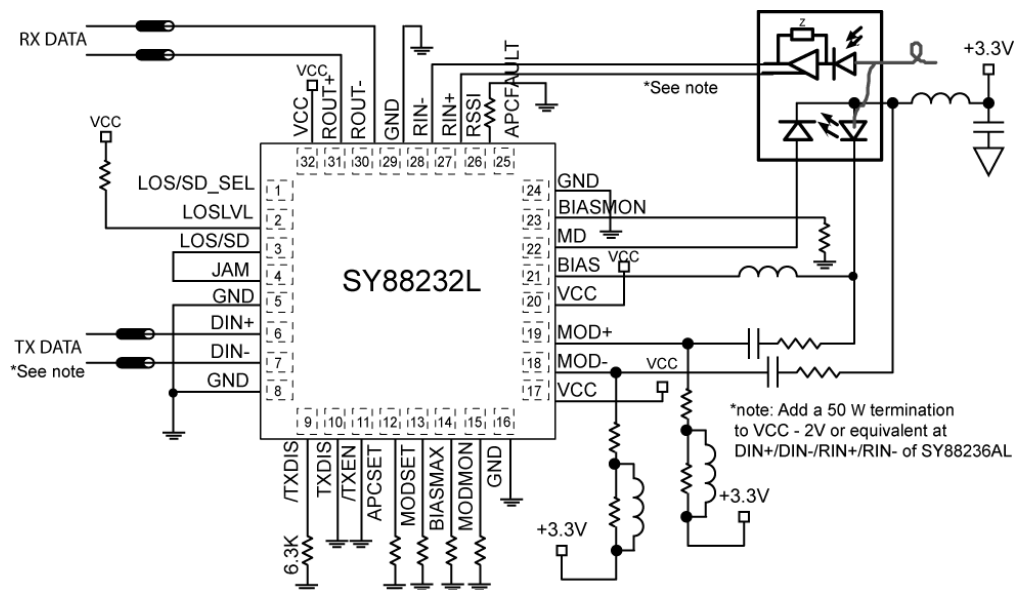 RX DATA
VCC
VCC
VCC
ROUT+
ROUT-
GND
RIN-
RIN+
RSSI
APCFAULT
*See note
z
+3.3V
32
31
30
29
28
27
26
25
LOS/SD_SEL
1
LOSLVL
2
LOS/SD
3
JAM
4
GND
5
DIN+
6
TX DATA
*See note
DIN-
7
GND
8
SY88232L
24
GND
23
BIASMON
22
MD
21
BIAS
VCC
20
VCC
19
MOD+
18
MOD-
17
VCC
VCC
9
10
11
12
13
14
15
16
/TXDIS
TXDIS
/TXEN
APCSET
MODSET
BIASMAX
MODMON
GND
6.3K
+3.3V
+3.3V
*note: Add a 50 W termination
to VCC - 2V or equivalent at
DIN+/DIN-/RIN+/RIN- of SY88236AL